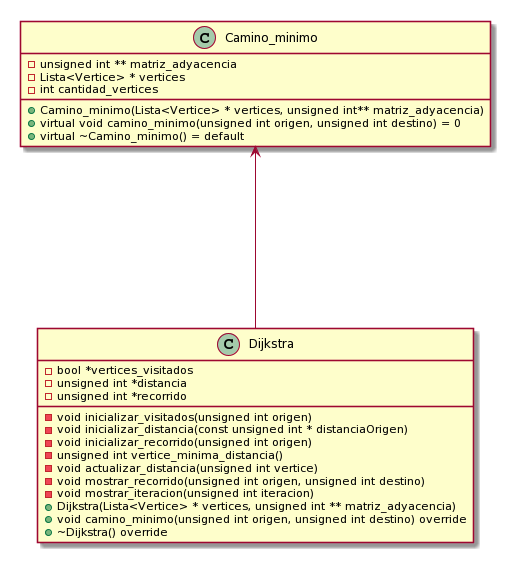 C Camino_minimo
unsigned int ** matriz_adyacencia
Lista<Vertice> * vertices
int cantidad_vertices
Camino_minimo(Lista<Vertice> * vertices, unsigned int** matriz_adyacencia)
virtual void camino_minimo(unsigned int origen, unsigned int destino) = 0
virtual ~Camino_minimo() = default
C Dijkstra
bool *vertices_visitados
unsigned int *distancia
unsigned int *recorrido
void inicializar_visitados(unsigned int origen)
void inicializar_distancia(const unsigned int * distanciaOrigen)
void inicializar_recorrido(unsigned int origen)
unsigned int vertice_minima_distancia()
void actualizar_distancia(unsigned int vertice)
void mostrar_recorrido(unsigned int origen, unsigned int destino)
void mostrar_iteracion(unsigned int iteracion)
Dijkstra(Lista<Vertice> * vertices, unsigned int ** matriz_adyacencia)
void camino_minimo(unsigned int origen, unsigned int destino) override
~Dijkstra() override